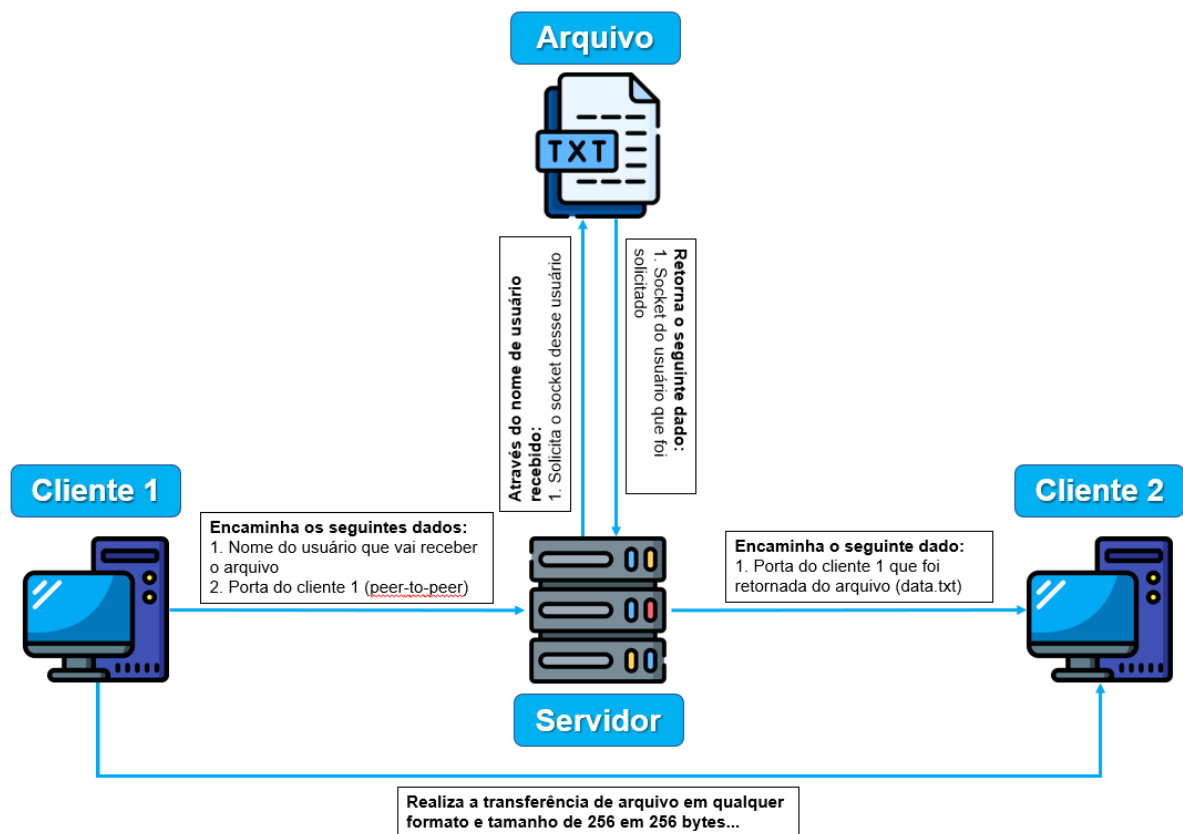 Arquivo
TXT
Através do nome de usuário
recebido:
1. Solicita o socket desse usuário
Retorna o seguinte dado:
1. Socket do usuário que foi
solicitado
Cliente 1
Encaminha os seguintes dados:
1. Nome do usuário que vai receber
o arquivo
2. Porta do cliente 1 (peer-to-peer)
Servidor
Encaminha o seguinte dado:
1. Porta do cliente 1 que foi
retornada do arquivo (data.txt)
Cliente 2
Realiza a transferência de arquivo em qualquer
formato e tamanho de 256 em 256 bytes...